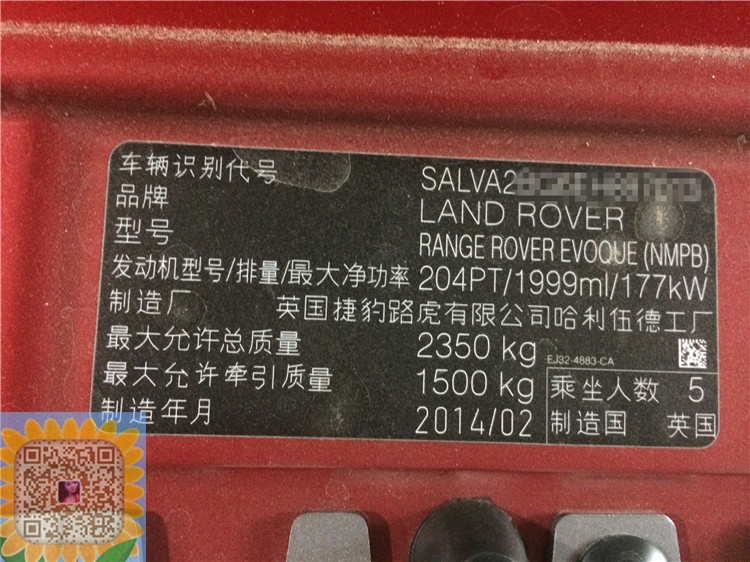 车辆识别代号 SALVA2
品牌 LAND ROVER
型号 RANGE ROVER EVOQUE (NMPB)
发动机型号/排量/最大净功率 204PT/1999ml/177kW
制造厂 英国捷豹路虎有限公司哈利伍德工厂
最大允许总质量 2350 kg EJ32-4883-CA
最大允许牵引质量 1500 kg 乘坐人数 5
制造年月 2014/02 制造国 英国